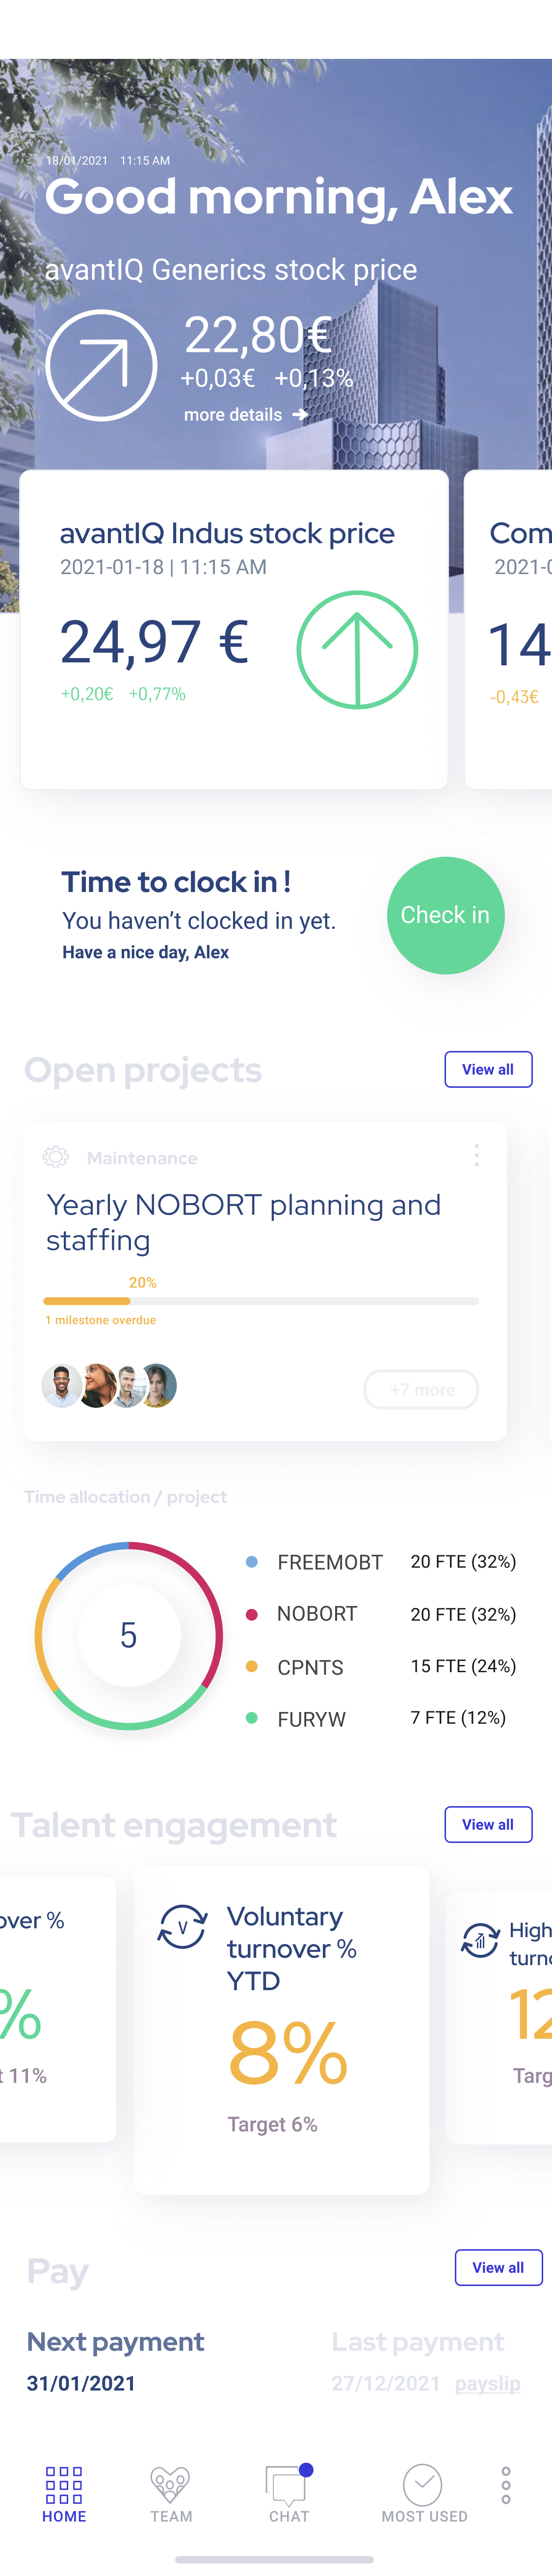 18/01/2021 11:15 AM
Good morning, Alex
avantIQ Generics stock price
22,80€
+0,03€ +0,13%
more details
avantIQ Indus stock price
2021-01-18 | 11:15 AM
24,97 €
+0,20€ +0,77%
Com
2021-0
14
-0,43€
Time to clock in !
You haven't clocked in yet.
Have a nice day, Alex
Check in
Open projects
View all
Maintenance
Yearly NOBORT planning and
staffing
20%
1 milestone overdue
+7 more
Time allocation / project
5
FREEMOBT 20 FTE (32%)
NOBORT 20 FTE (32%)
CPNTS 15 FTE (24%)
FURYW 7 FTE (12%)
Talent engagement
View all
over %
%
t 11%
V
Voluntary
turnover %
YTD
8%
Target 6%
High
turno
12
Targ
Pay
View all
Next payment
31/01/2021
Last payment
27/12/2021 payslip
HOME
TEAM
CHAT
MOST USED